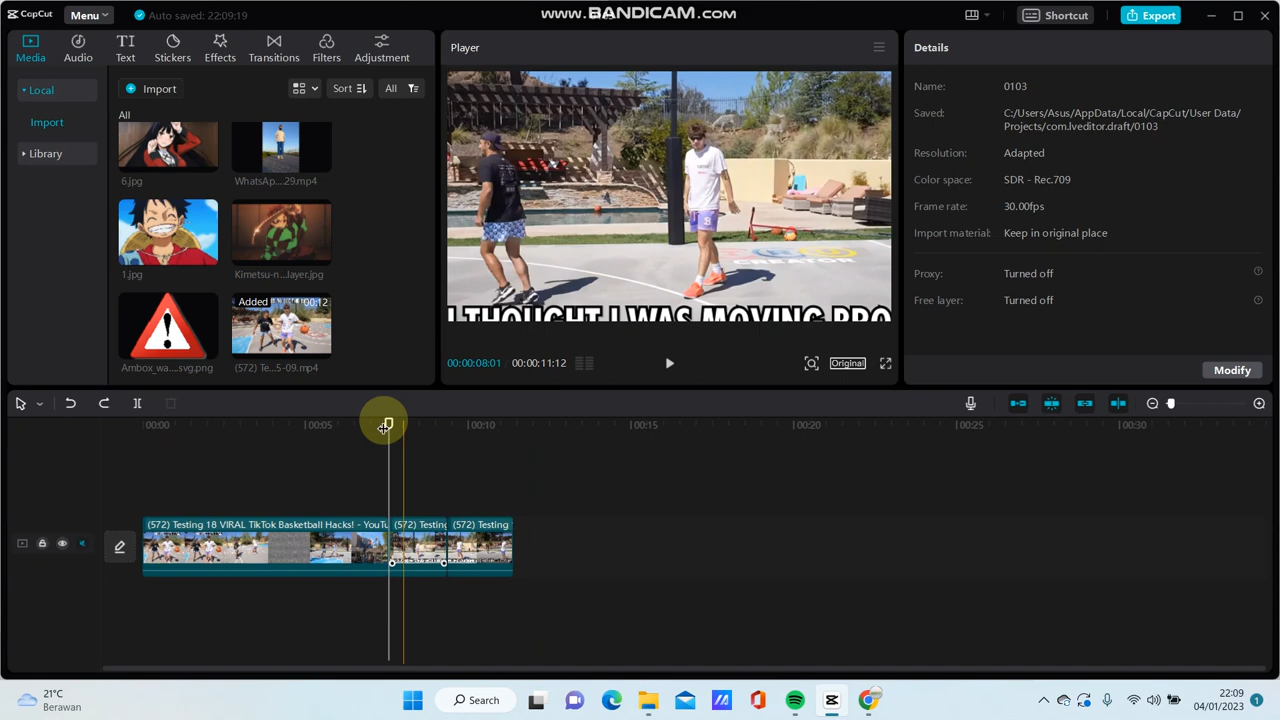 CapCut
Menu
Auto saved: 22:09:19
www.BANDICAM.com
Shortcut
Export
Media
Audio
Text
Stickers
Effects
Transitions
Filters
Adjustment
Player
Details
Local
Import
Library
Import
Sort
All
All
6.jpg
WhatsAp...29.mp4
1.jpg
Kimetsu-n...layer.jpg
Added
00:12
Ambox_wa....svg.png
(572) Te...5-09.mp4
I THOUGHT I WAS MOVING PRO
00:00:08:01 / 00:00:11:12
Original
Name: 0103
Saved: C:/Users/Asus/AppData/Local/CapCut/User Data/
Projects/com.lveditor.draft/0103
Resolution: Adapted
Color space: SDR - Rec.709
Frame rate: 30.00fps
Import material: Keep in original place
Proxy: Turned off
Free layer: Turned off
Modify
00:00
00:05
00:10
00:15
00:20
00:25
00:30
(572) Testing 18 VIRAL TikTok Basketball Hacks! - YouTu
(572) Testing
(572) Testing
21°C
Berawan
Search
22:09
04/01/2023
1